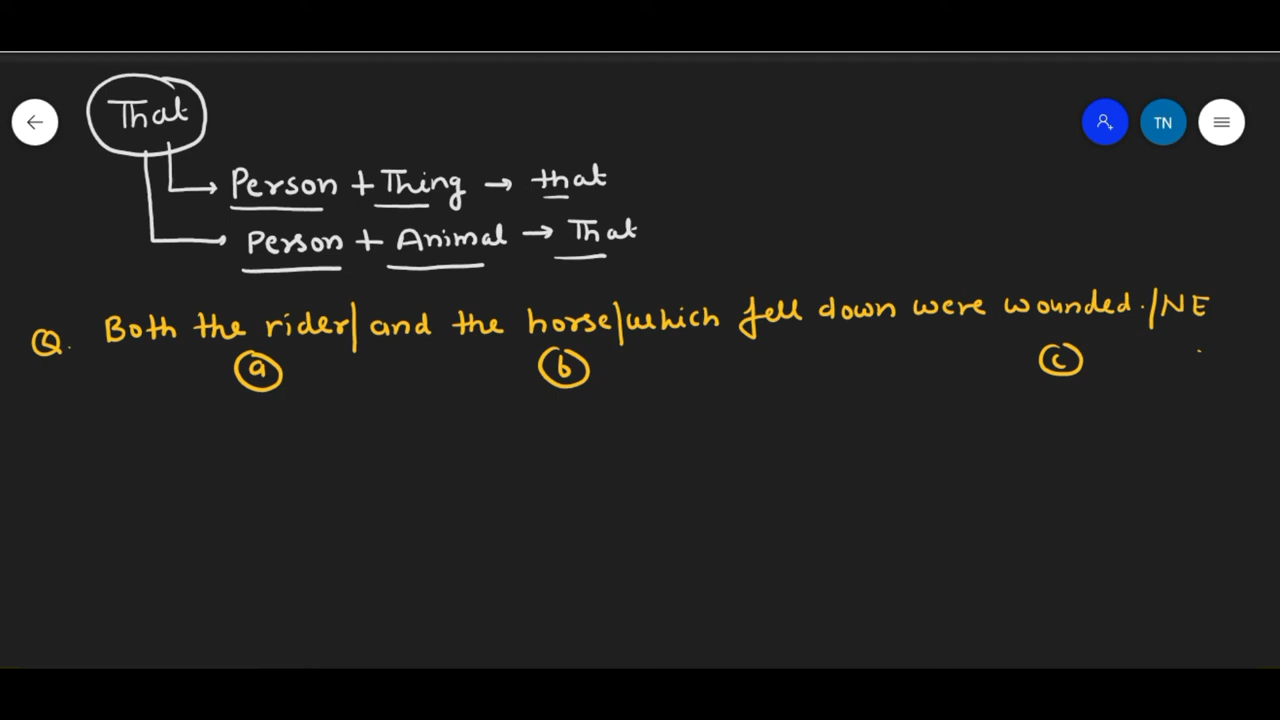 That
TN
Person + Thing → that
Person + Animal → That
Q. Both the rider/ and the horse/which fell down were wounded./NE
a b c